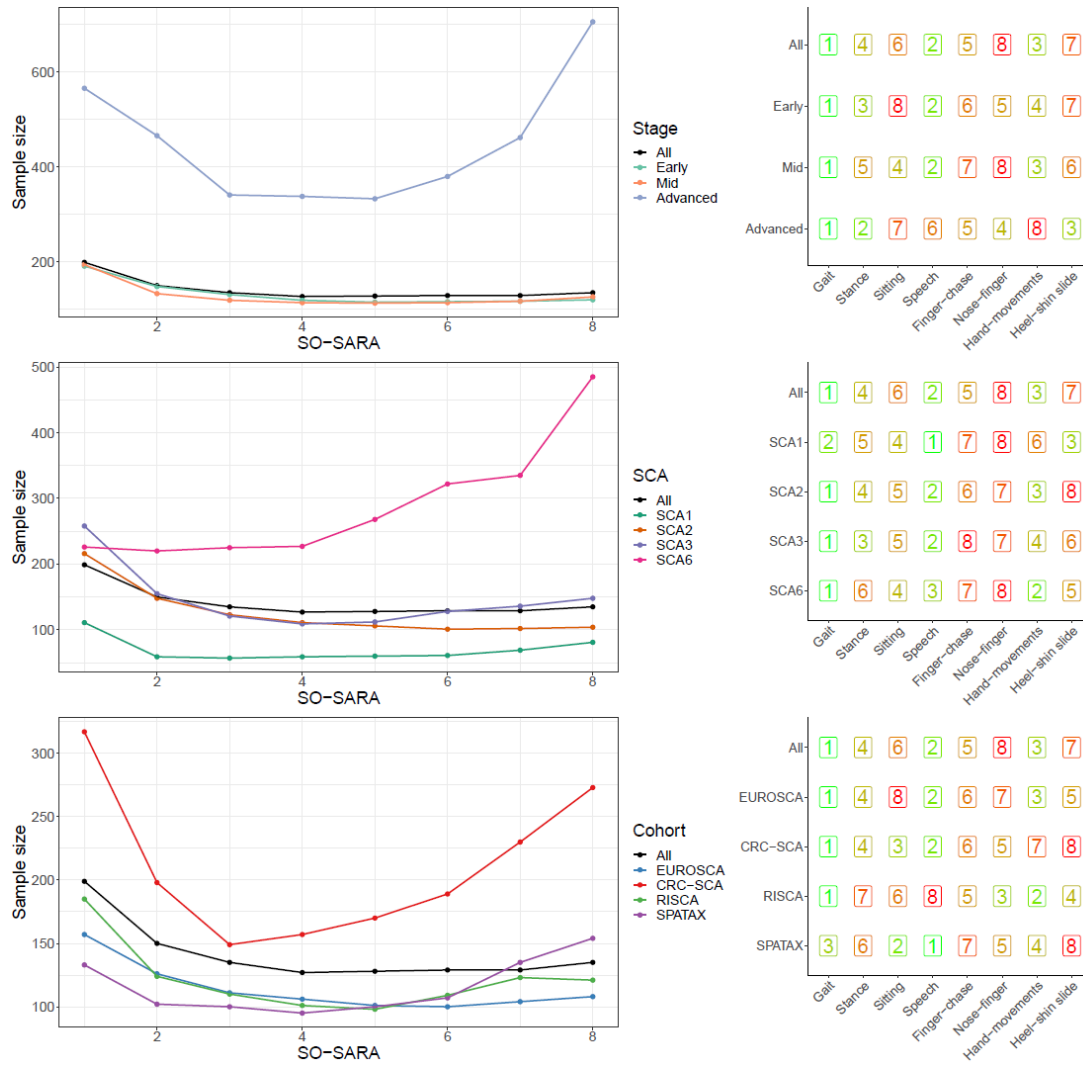 Sample size
600
400
200
2
4
6
8
SO−SARA
Stage
All
Early
Mid
Advanced
All 1 4 6 2 5 8 3 7
Early 1 3 8 2 6 5 4 7
Mid 1 5 4 2 7 8 3 6
Advanced 1 2 7 6 5 4 8 3
Gait
Stance
Sitting
Speech
Finger−chase
Nose−finger
Hand−movements
Heel−shin slide
Sample size
500
400
300
200
100
2
4
6
8
SO−SARA
SCA
All
SCA1
SCA2
SCA3
SCA6
All 1 4 6 2 5 8 3 7
SCA1 2 5 4 1 7 8 6 3
SCA2 1 4 5 2 6 7 3 8
SCA3 1 3 5 2 8 7 4 6
SCA6 1 6 4 3 7 8 2 5
Gait
Stance
Sitting
Speech
Finger−chase
Nose−finger
Hand−movements
Heel−shin slide
Sample size
300
250
200
150
100
2
4
6
8
SO−SARA
Cohort
All
EUROSCA
CRC−SCA
RISCA
SPATAX
All 1 4 6 2 5 8 3 7
EUROSCA 1 4 8 2 6 7 3 5
CRC−SCA 1 4 3 2 6 5 7 8
RISCA 1 7 6 8 5 3 2 4
SPATAX 3 6 2 1 7 5 4 8
Gait
Stance
Sitting
Speech
Finger−chase
Nose−finger
Hand−movements
Heel−shin slide